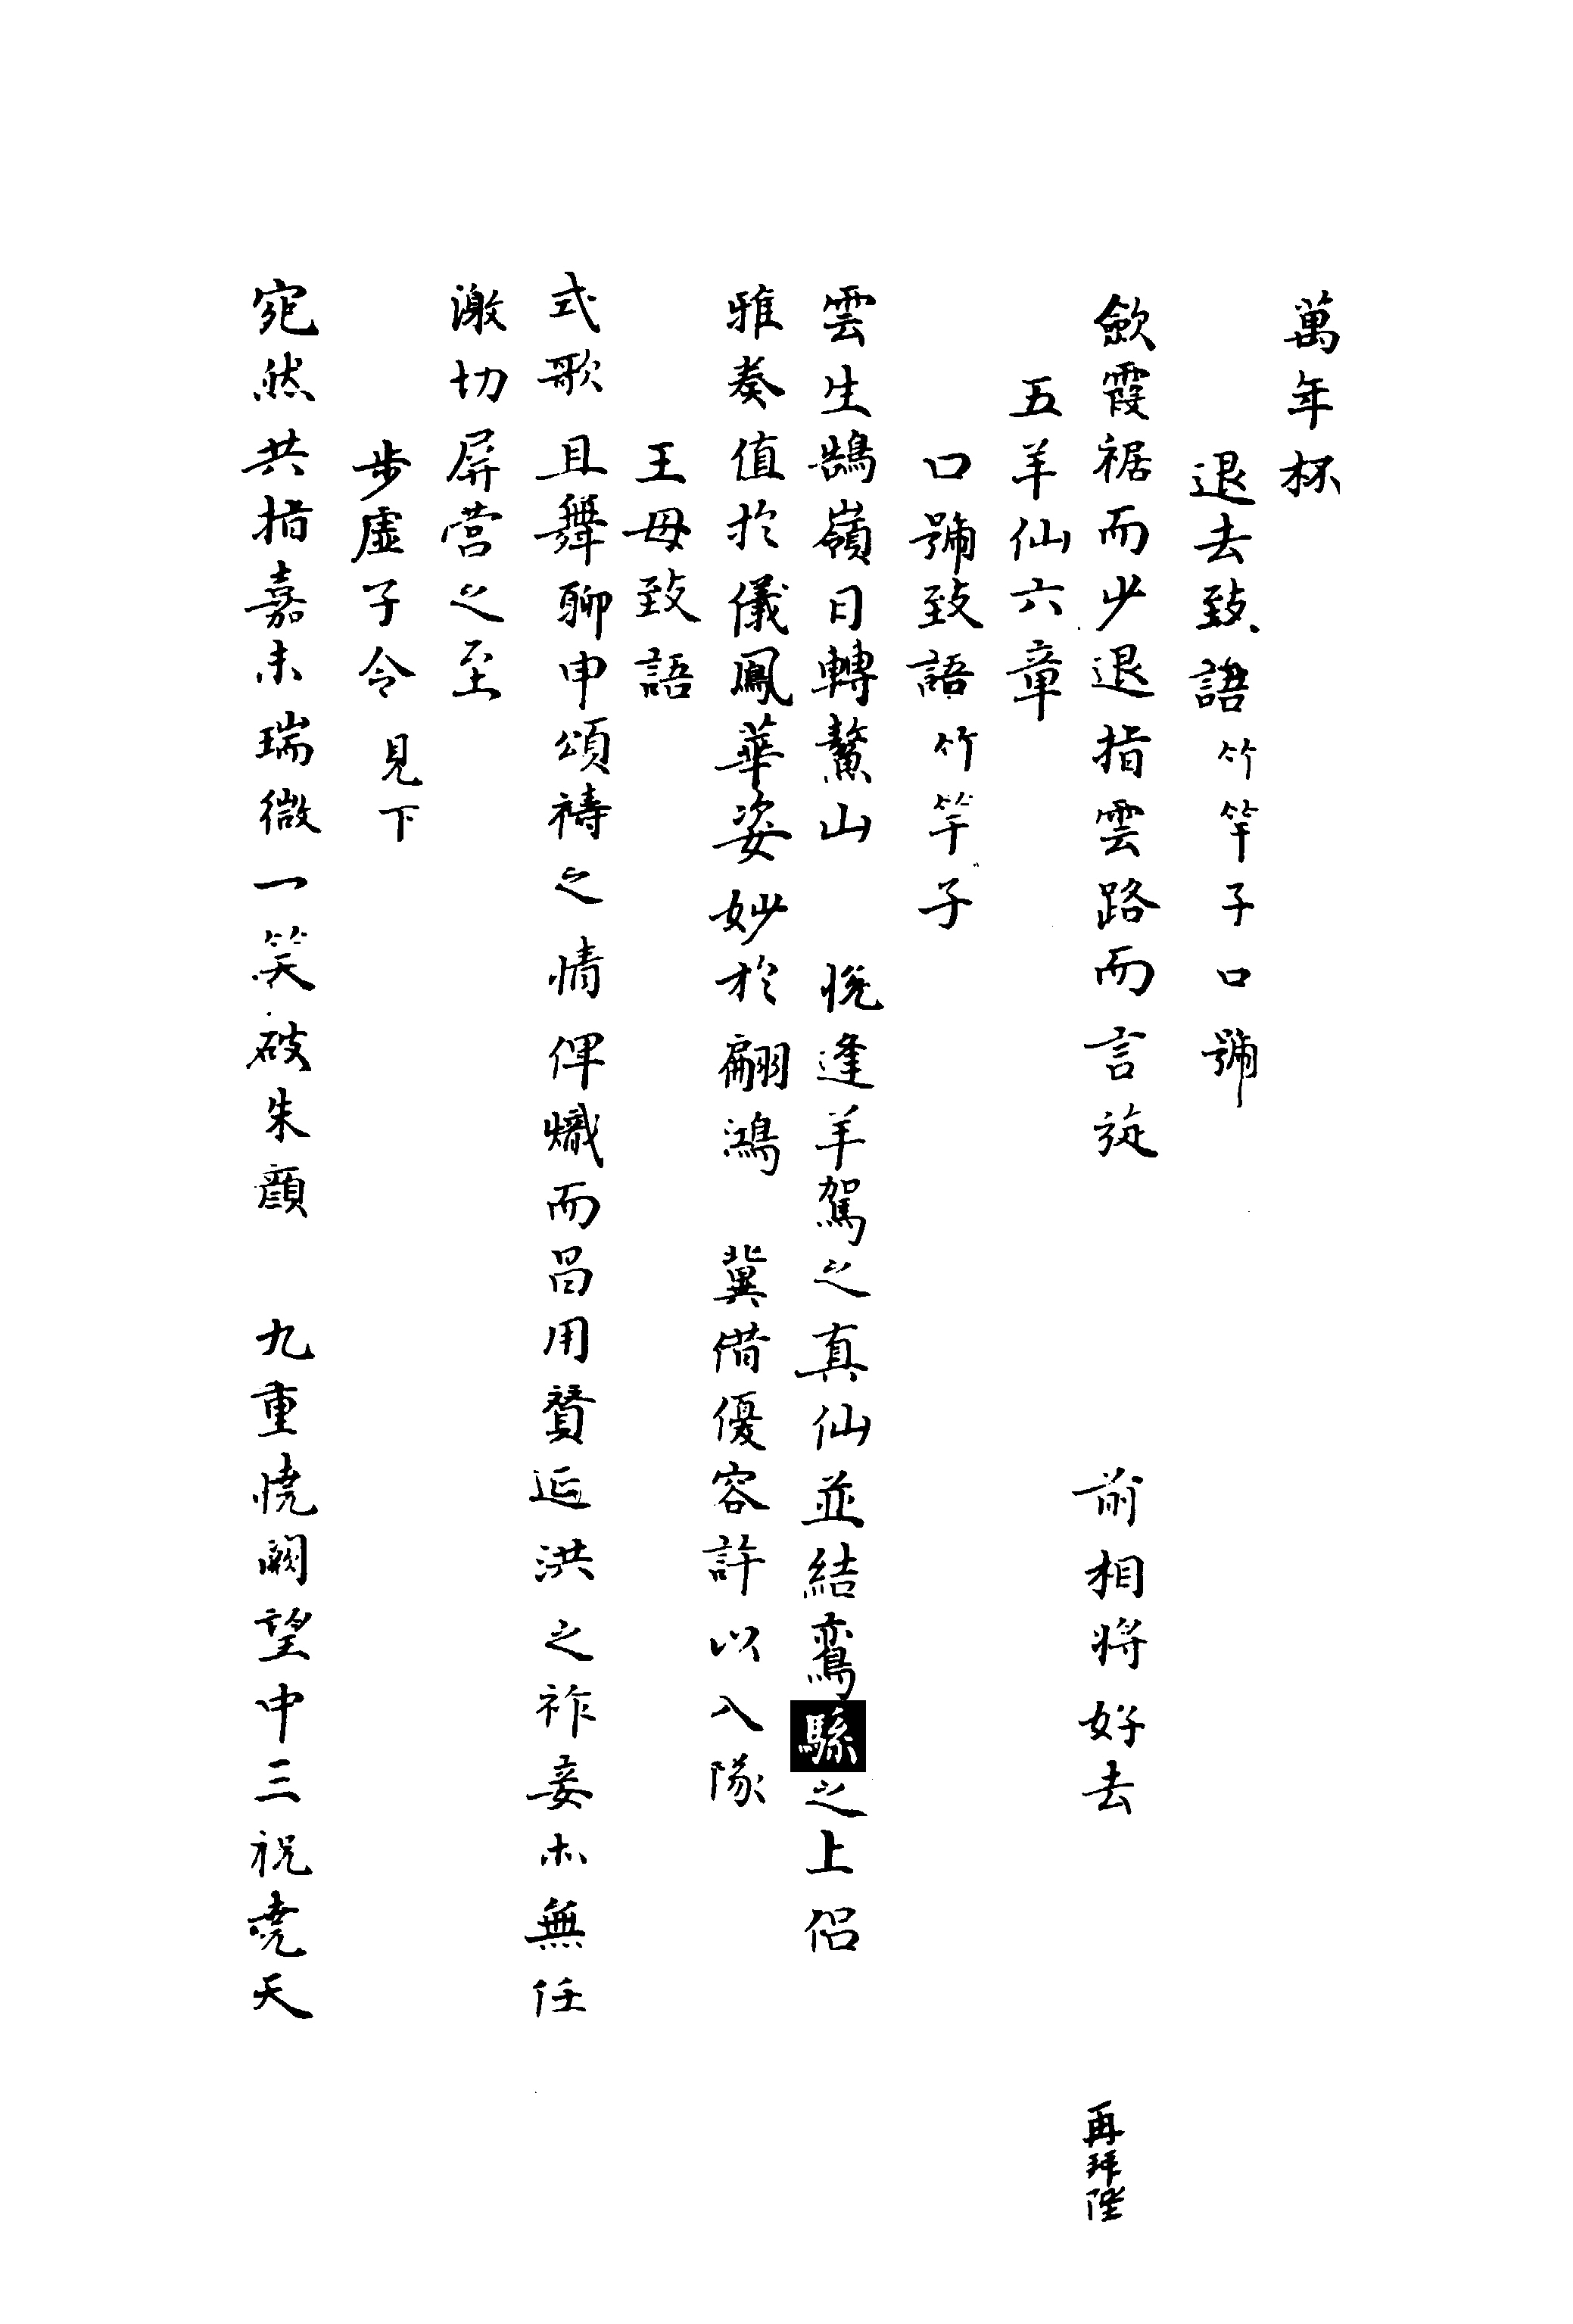 萬年杯
退去致語竹竿子口號
歛霞裾而少退指雲路而言旋 前相將好去 再拜陛
五羊仙六章
口號致語竹竿子
雲生鵠嶺日轉鰲山 悅逢羊駕之真仙並結鸞驂之上侶
雅奏值於儀鳳華姿妙於翩鴻 冀借優容許以入隊
王母致語
式歌且舞聊申頌禱之情俾熾而昌用贊延洪之祚妾等無任
激切屏營之至
步虛子令 見下
宛然共指嘉禾瑞微一笑破朱顔 九重嶢闕望中三祝堯天